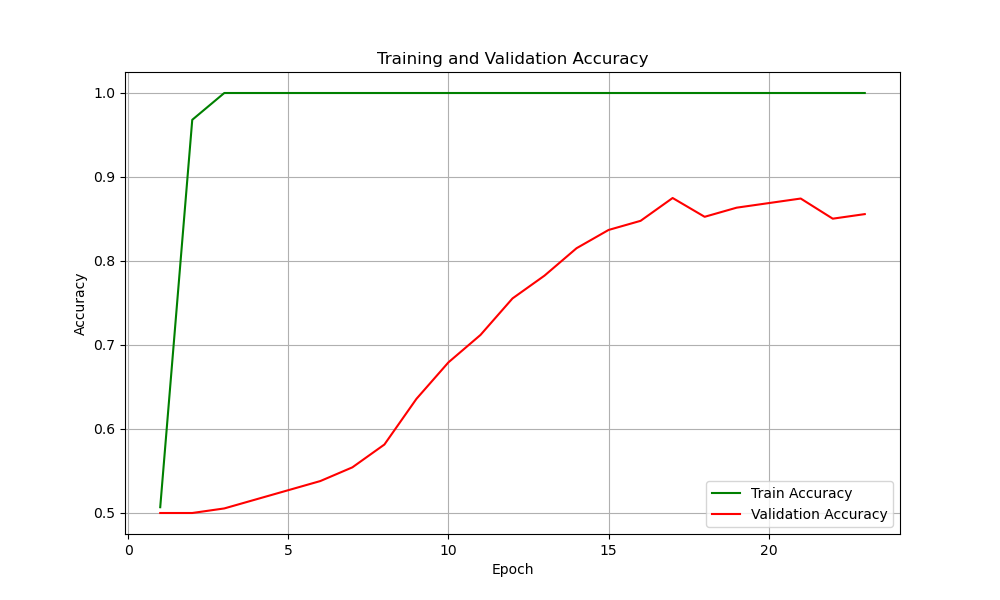 Training and Validation Accuracy
1.0
0.9
0.8
0.7
0.6
0.5
Accuracy
Train Accuracy
Validation Accuracy
0 5 10 15 20
Epoch